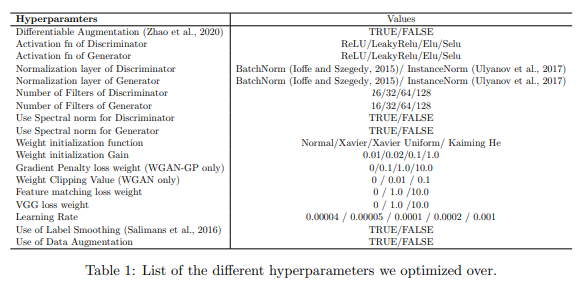 Hyperparamters Values
Differentiable Augmentation (Zhao et al., 2020) TRUE/FALSE
Activation fn of Discriminator ReLU/LeakyRelu/Elu/Selu
Activation fn of Generator ReLU/LeakyRelu/Elu/Selu
Normalization layer of Discriminator BatchNorm (Ioffe and Szegedy, 2015)/ InstanceNorm (Ulyanov et al., 2017)
Normalization layer of Generator BatchNorm (Ioffe and Szegedy, 2015)/ InstanceNorm (Ulyanov et al., 2017)
Number of Filters of Discriminator 16/32/64/128
Number of Filters of Generator 16/32/64/128
Use Spectral norm for Discriminator TRUE/FALSE
Use Spectral norm for Generator TRUE/FALSE
Weight initialization function Normal/Xavier/Xavier Uniform/ Kaiming He
Weight initialization Gain 0.01/0.02/0.1/1.0
Gradient Penalty loss weight (WGAN-GP only) 0/0.1/1.0/10.0
Weight Clipping Value (WGAN only) 0 / 0.01 / 0.1
Feature matching loss weight 0 / 1.0 /10.0
VGG loss weight 0 / 1.0 /10.0
Learning Rate 0.00004 / 0.00005 / 0.0001 / 0.0002 / 0.001
Use of Label Smoothing (Salimans et al., 2016) TRUE/FALSE
Use of Data Augmentation TRUE/FALSE
Table 1: List of the different hyperparameters we optimized over.